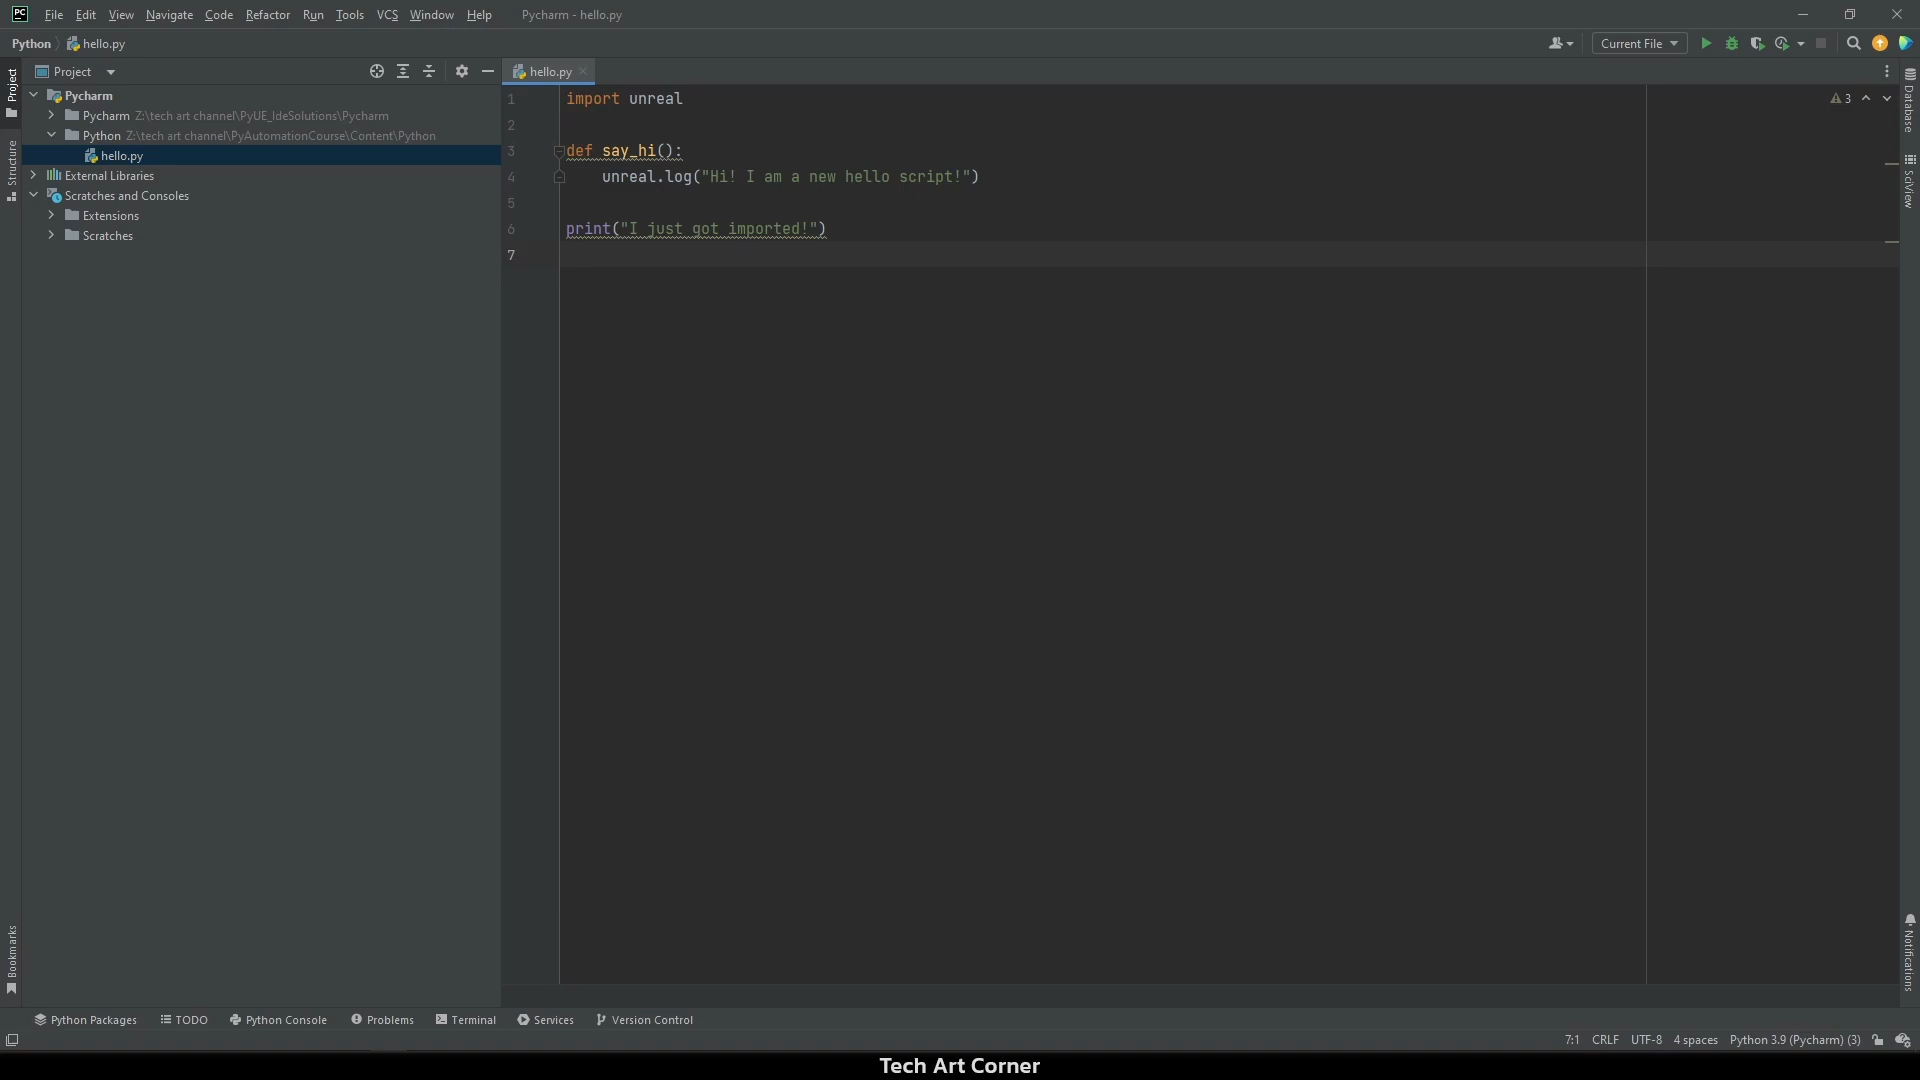 PC File Edit View Navigate Code Refactor Run Tools VCS Window Help Pycharm - hello.py
Python hello.py Current File
Project hello.py
Project
Structure
Bookmarks
Pycharm
Pycharm Z:\tech art channel\PyUE_IdeSolutions\Pycharm
Python Z:\tech art channel\PyAutomationCourse\Content\Python
hello.py
External Libraries
Scratches and Consoles
Extensions
Scratches
1 import unreal
2
3 def say_hi():
4 unreal.log("Hi! I am a new hello script!")
5
6 print("I just got imported!")
7
3
Database
SciView
Notifications
Python Packages TODO Python Console Problems Terminal Services Version Control
7:1 CRLF UTF-8 4 spaces Python 3.9 (Pycharm) (3)
Tech Art Corner